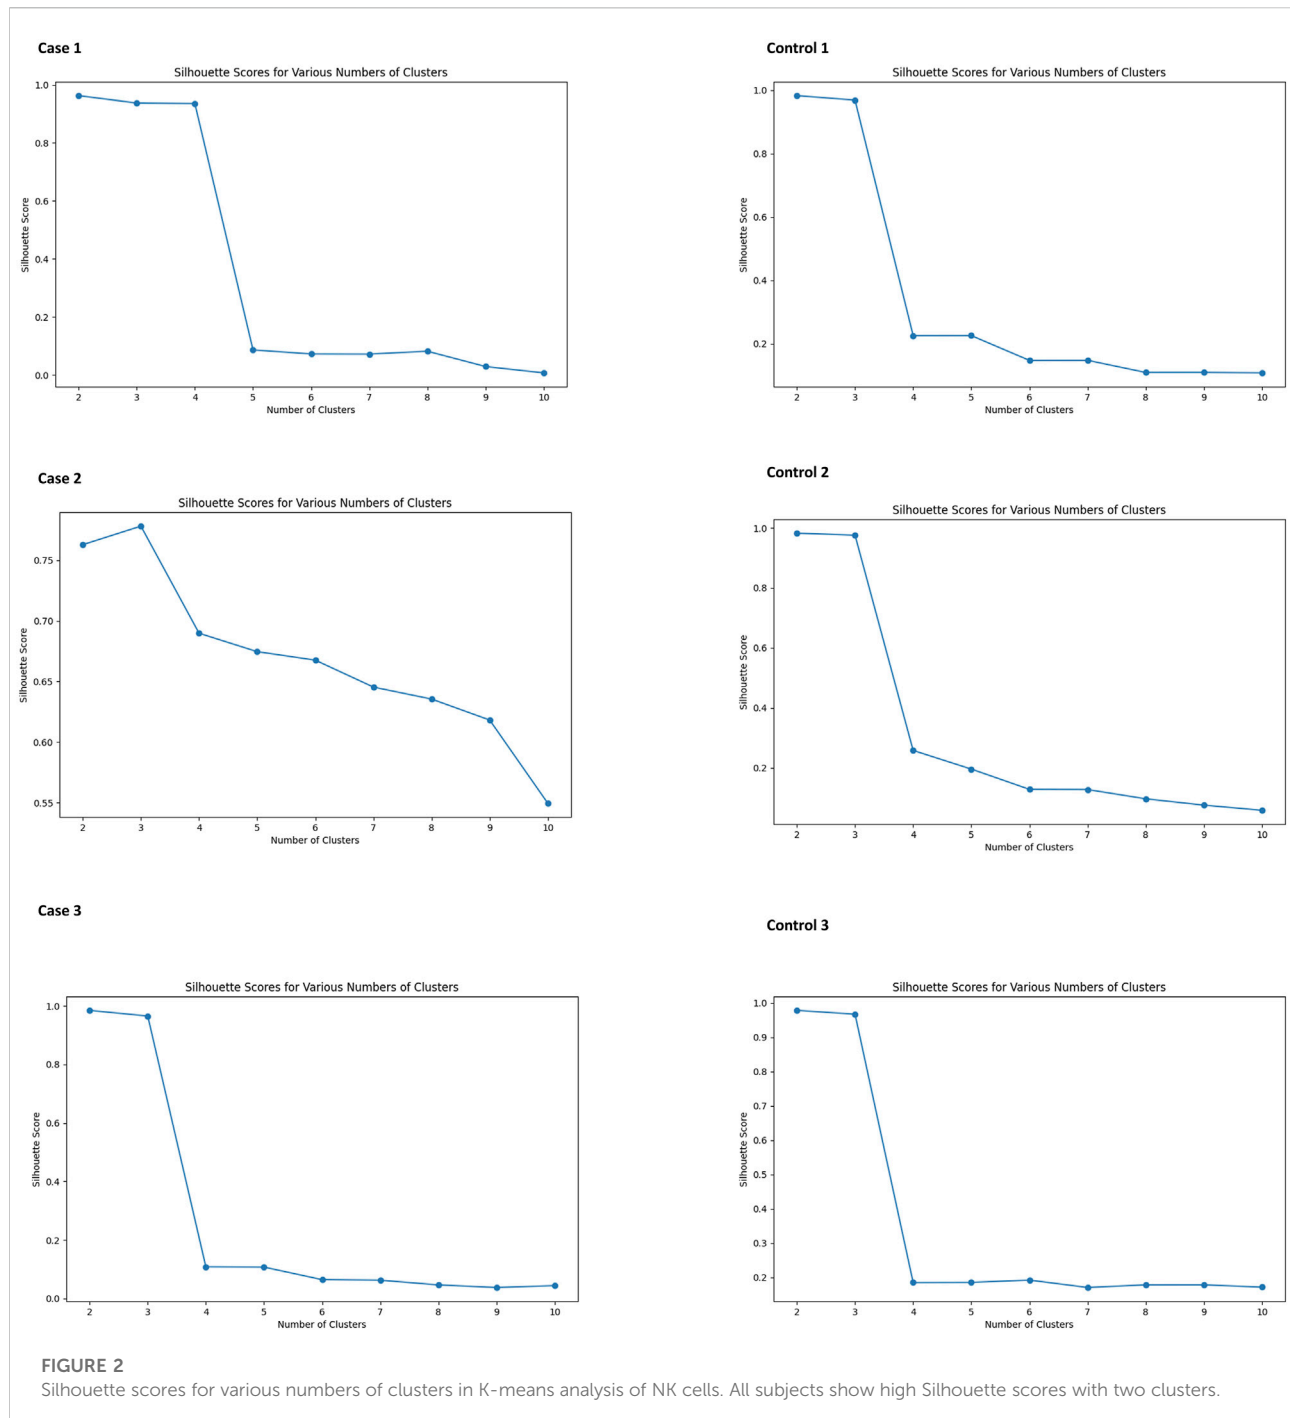 Case 1
Silhouette Scores for Various Numbers of Clusters
1.0
0.8
0.6
0.4
0.2
0.0
Silhouette Score
2 3 4 5 6 7 8 9 10
Number of Clusters
Control 1
Silhouette Scores for Various Numbers of Clusters
1.0
0.8
0.6
0.4
0.2
Silhouette Score
2 3 4 5 6 7 8 9 10
Number of Clusters
Case 2
Silhouette Scores for Various Numbers of Clusters
0.75
0.70
0.65
0.60
0.55
Silhouette Score
2 3 4 5 6 7 8 9 10
Number of Clusters
Control 2
Silhouette Scores for Various Numbers of Clusters
1.0
0.8
0.6
0.4
0.2
Silhouette Score
2 3 4 5 6 7 8 9 10
Number of Clusters
Case 3
Silhouette Scores for Various Numbers of Clusters
1.0
0.8
0.6
0.4
0.2
0.0
Silhouette Score
2 3 4 5 6 7 8 9 10
Number of Clusters
Control 3
Silhouette Scores for Various Numbers of Clusters
1.0
0.9
0.8
0.7
0.6
0.5
0.4
0.3
0.2
Silhouette Score
2 3 4 5 6 7 8 9 10
Number of Clusters
FIGURE 2
Silhouette scores for various numbers of clusters in K-means analysis of NK cells. All subjects show high Silhouette scores with two clusters.